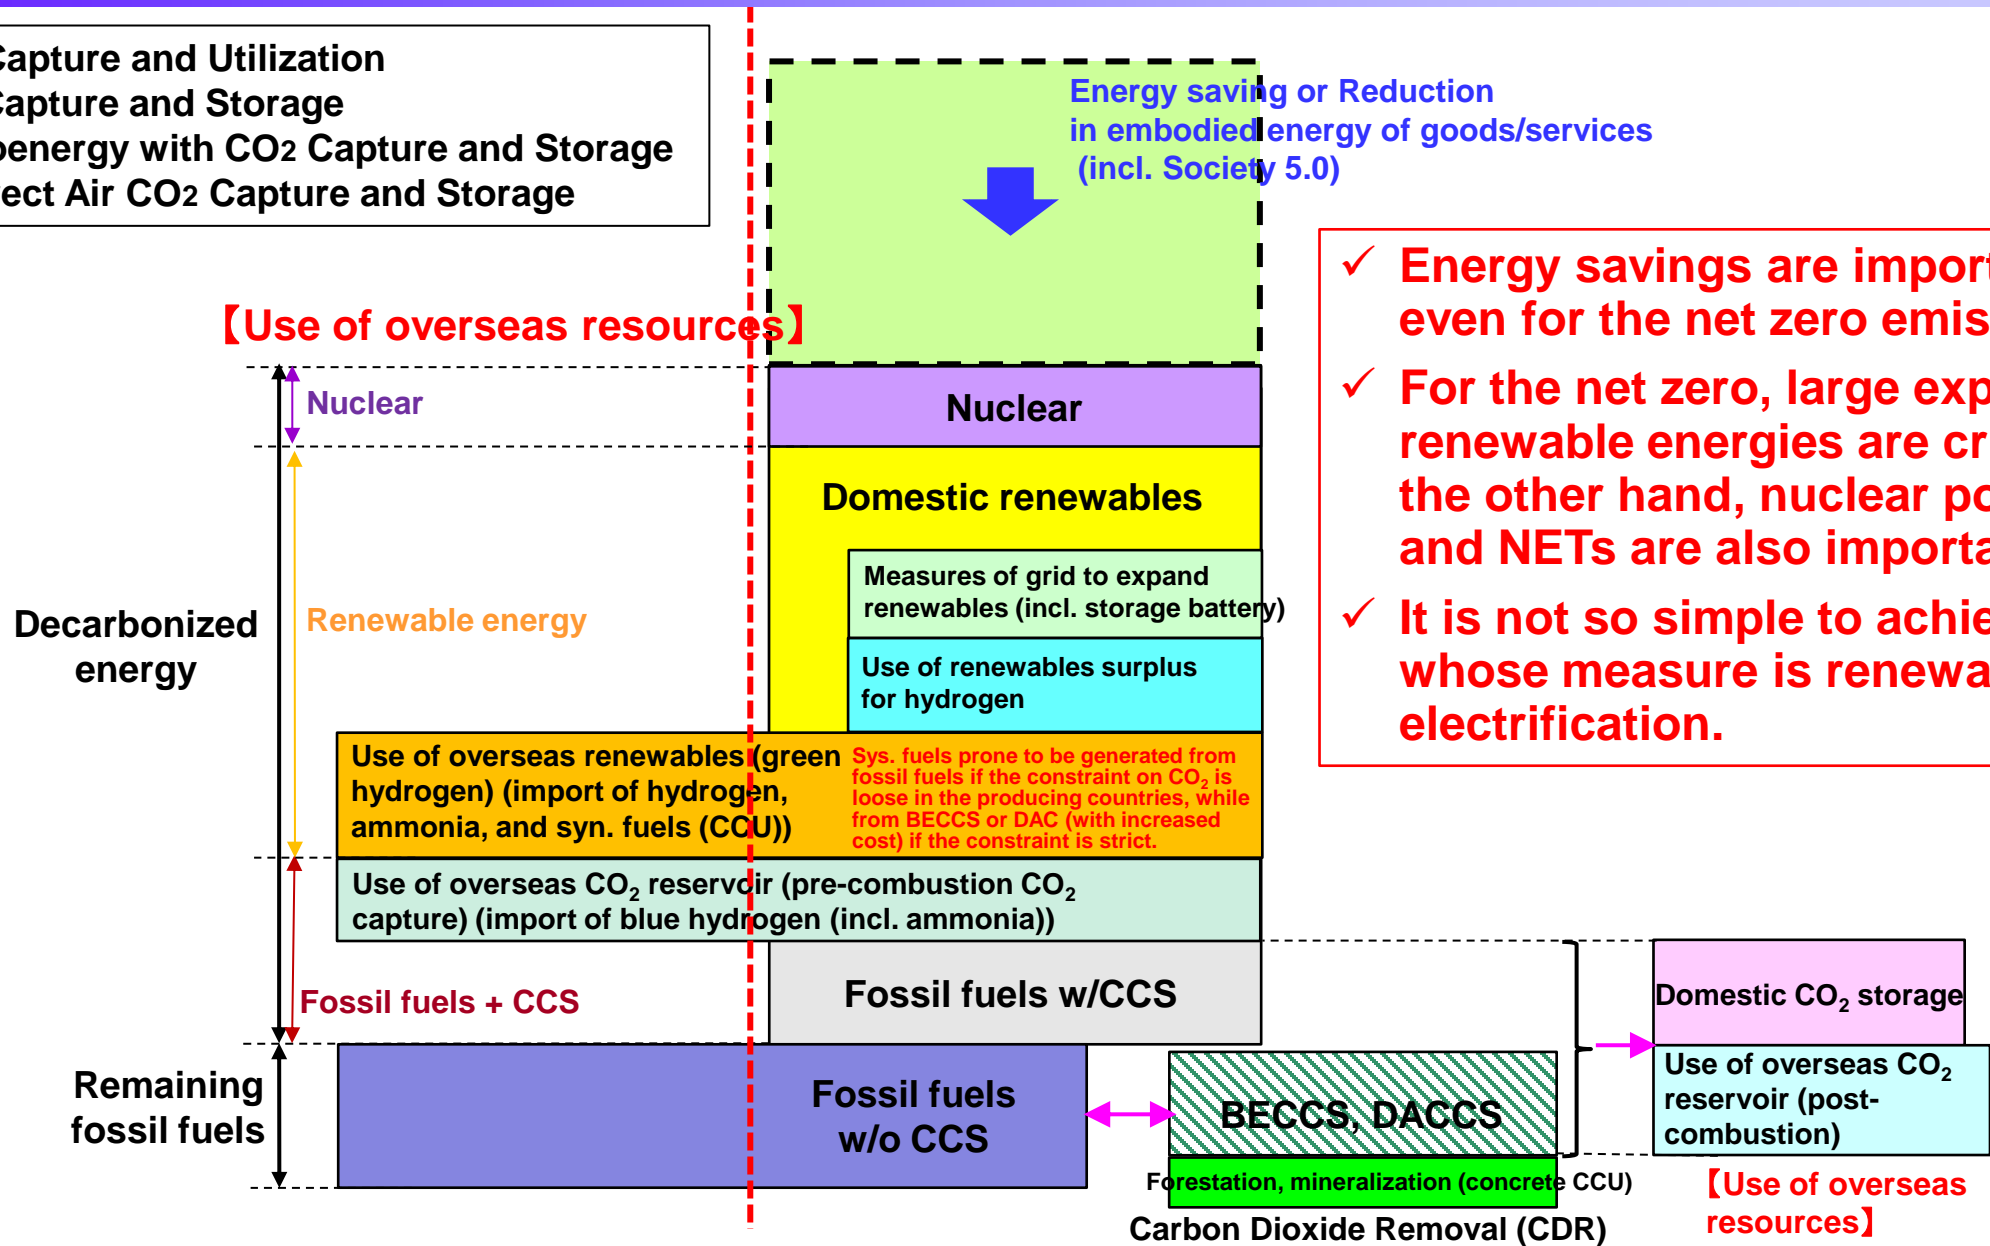 Capture and Utilization
Capture and Storage
oenergy with CO2 Capture and Storage
ect Air CO2 Capture and Storage
Energy saving or Reduction
in embodied energy of goods/services
(incl. Society 5.0)
【Use of overseas resources】
Energy savings are import
even for the net zero emis
For the net zero, large exp
renewable energies are cr
the other hand, nuclear po
and NETs are also importa
It is not so simple to achie
whose measure is renewa
electrification.
Nuclear
Nuclear
Domestic renewables
Measures of grid to expand
renewables (incl. storage battery)
Decarbonized
energy
Renewable energy
Use of renewables surplus
for hydrogen
Use of overseas renewables (green
hydrogen) (import of hydrogen,
ammonia, and syn. fuels (CCU))
Sys. fuels prone to be generated from
fossil fuels if the constraint on CO2 is
loose in the producing countries, while
from BECCS or DAC (with increased
cost) if the constraint is strict.
Use of overseas CO2 reservoir (pre-combustion CO2
capture) (import of blue hydrogen (incl. ammonia))
Fossil fuels + CCS
Fossil fuels w/CCS
Domestic CO2 storage
Remaining
fossil fuels
Fossil fuels
w/o CCS
BECCS, DACCS
Use of overseas CO2
reservoir (post-
combustion)
Forestation, mineralization (concrete CCU)
Carbon Dioxide Removal (CDR)
【Use of overseas
resources】